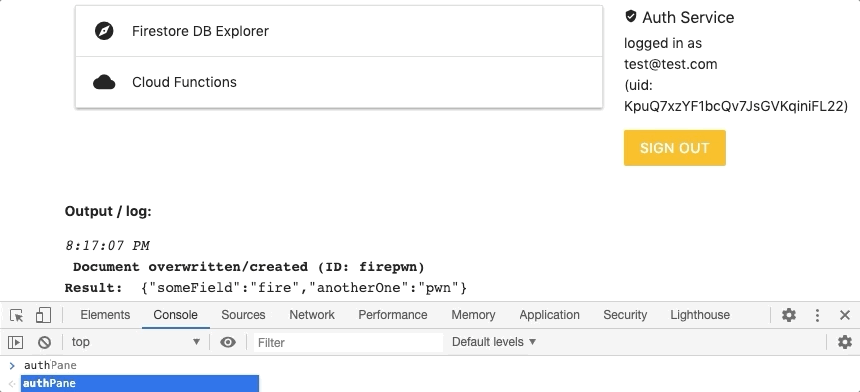 Firestore DB Explorer
Cloud Functions
Auth Service
logged in as
test@test.com
(uid:
KpuQ7xzYF1bcQv7JsGVKqiniFL22)
SIGN OUT
Output / log:
8:17:07 PM
Document overwritten/created (ID: firepwn)
Result: {"someField":"fire","anotherOne":"pwn"}
Elements Console Sources Network Performance Memory Application Security Lighthouse
top Filter Default levels
authPane
authPane